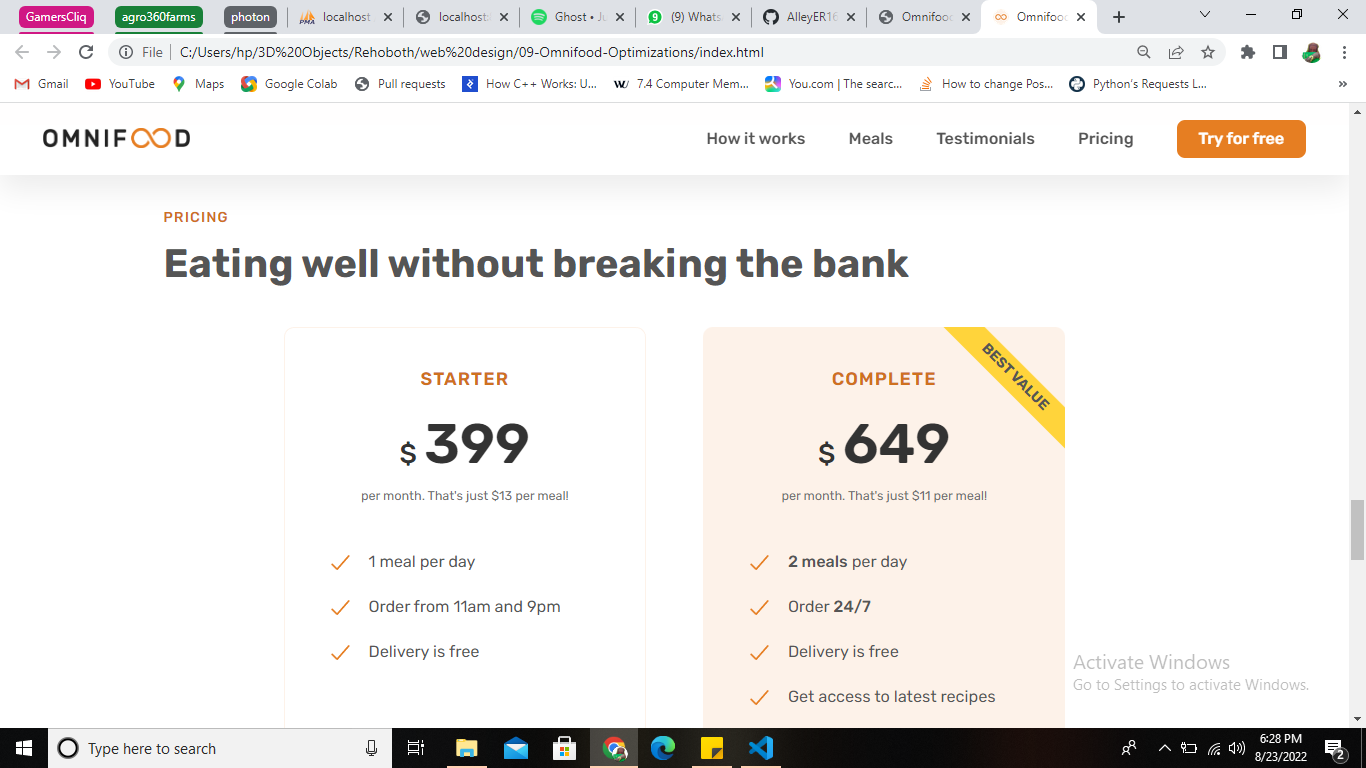 GamersCliq agro360farms photon localhost localhost: Ghost • Ju (9) Whats AlleyER16 Omnifood Omnifood
File C:/Users/hp/3D%20Objects/Rehoboth/web%20design/09-Omnifood-Optimizations/index.html
Gmail YouTube Maps Google Colab Pull requests How C++ Works: U... 7.4 Computer Mem... You.com | The searc... How to change Pos... Python's Requests L...
OMNIFOOD How it works Meals Testimonials Pricing Try for free
PRICING
Eating well without breaking the bank
BEST VALUE
STARTER
$ 399
per month. That's just $13 per meal!
1 meal per day
Order from 11am and 9pm
Delivery is free
COMPLETE
$ 649
per month. That's just $11 per meal!
2 meals per day
Order 24/7
Delivery is free
Get access to latest recipes
Activate Windows
Go to Settings to activate Windows.
Type here to search
6:28 PM
8/23/2022
2